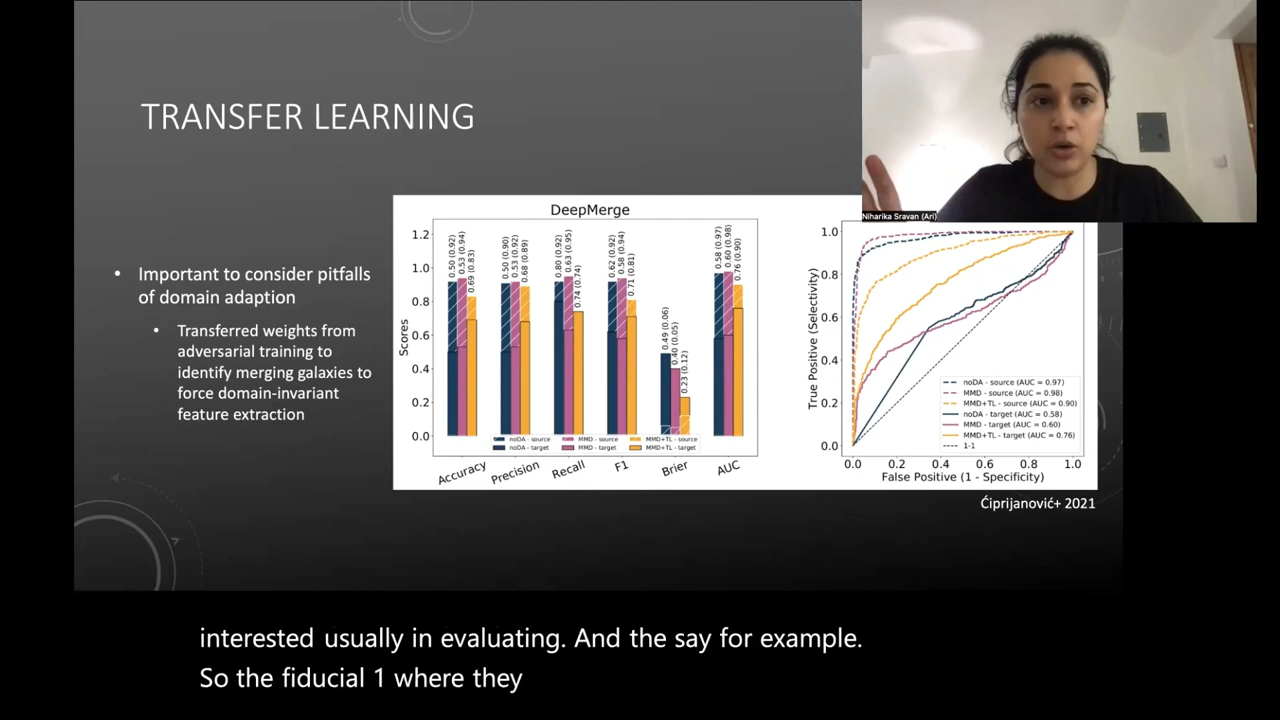 TRANSFER LEARNING
Niharika Sravan (Ari)
• Important to consider pitfalls
of domain adaption
• Transferred weights from
adversarial training to
identify merging galaxies to
force domain-invariant
feature extraction
DeepMerge
Scores
1.2
1.0
0.8
0.6
0.4
0.2
0.0
0.53 (0.94)
0.69 (0.83)
0.50 (0.90)
0.53 (0.92)
0.68 (0.89)
0.80 (0.92)
0.63 (0.95)
0.74 (0.74)
0.62 (0.92)
0.58 (0.94)
0.71 (0.81)
0.49 (0.06)
0.40 (0.05)
0.23 (0.12)
0.58 (0.97)
0.60 (0.98)
0.76 (0.90)
noDA - source MMD - source MMD+TL - source
noDA - target MMD - target MMD+TL - target
Accuracy Precision Recall F1 Brier AUC
True Positive (Selectivity)
1.0
0.8
0.6
0.4
0.2
0.0
noDA - source (AUC = 0.97)
MMD - source (AUC = 0.98)
MMD+TL - source (AUC = 0.90)
noDA - target (AUC = 0.58)
MMD - target (AUC = 0.60)
MMD+TL - target (AUC = 0.76)
1-1
0.0 0.2 0.4 0.6 0.8 1.0
False Positive (1 - Specificity)
Ćiprijanović+ 2021
interested usually in evaluating. And the say for example.
So the fiducial 1 where they